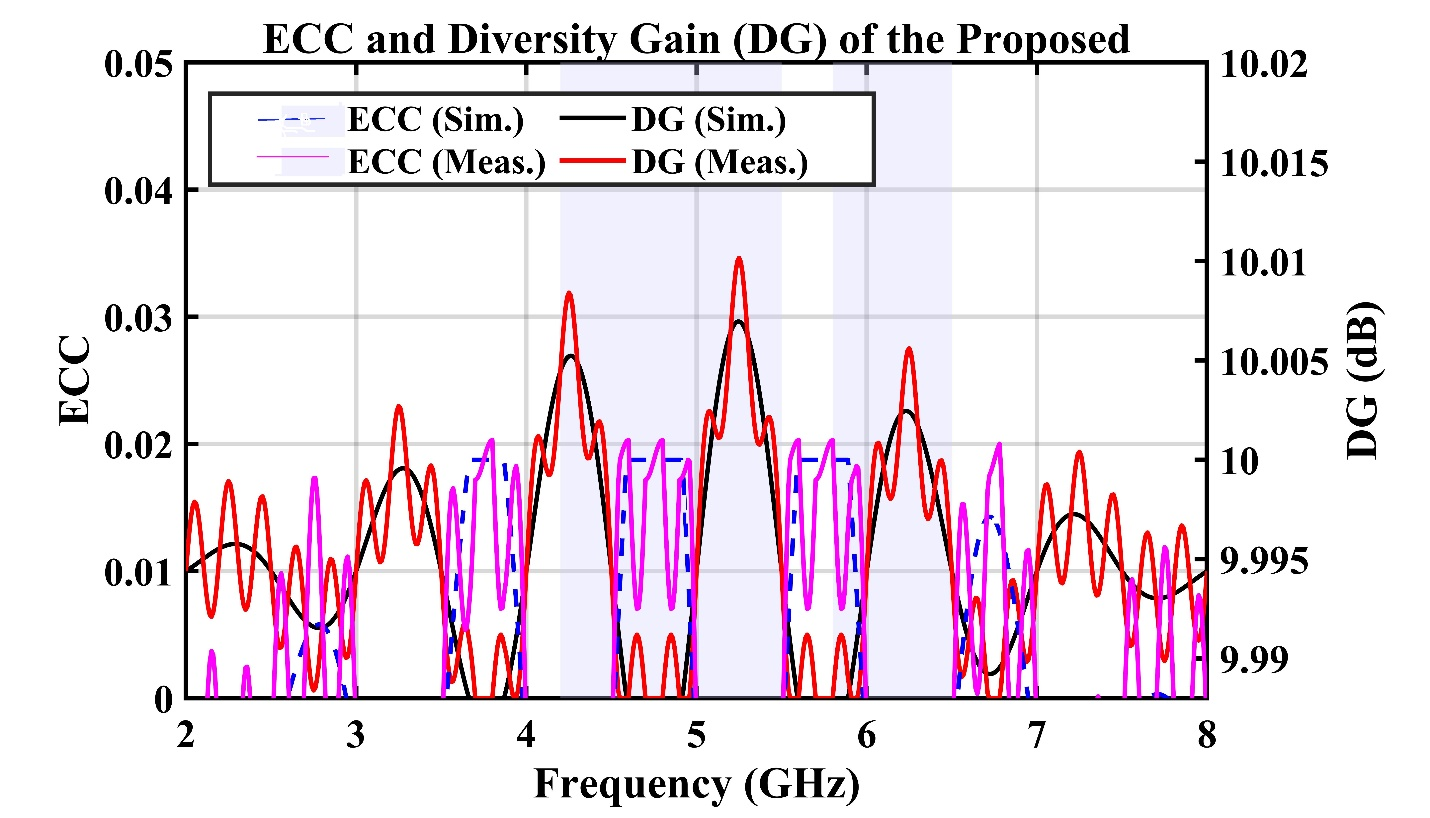 ECC and Diversity Gain (DG) of the Proposed
0.05
0.04
0.03
0.02
0.01
0
ECC
ECC (Sim.)
DG (Sim.)
ECC (Meas.)
DG (Meas.)
10.02
10.015
10.01
10.005
10
9.995
9.99
DG (dB)
2 3 4 5 6 7 8
Frequency (GHz)